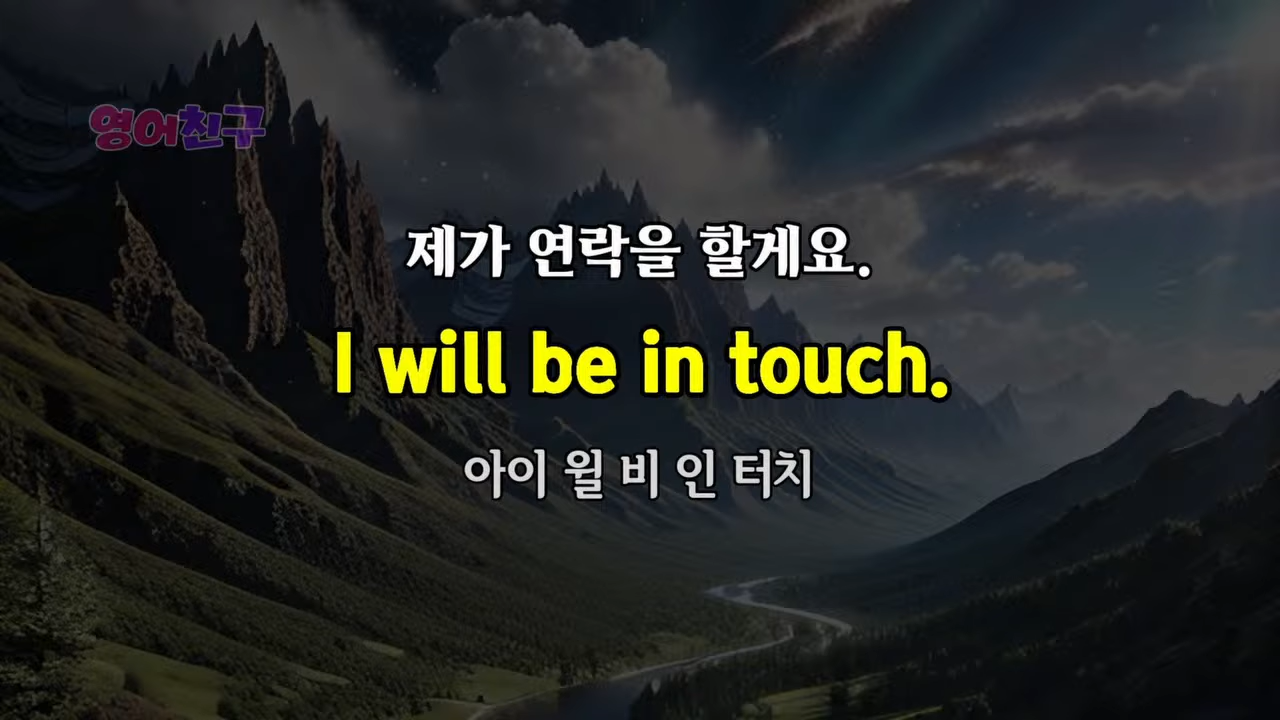 영어친구
제가 연락을 할게요.
I will be in touch.
아이 윌 비 인 터치